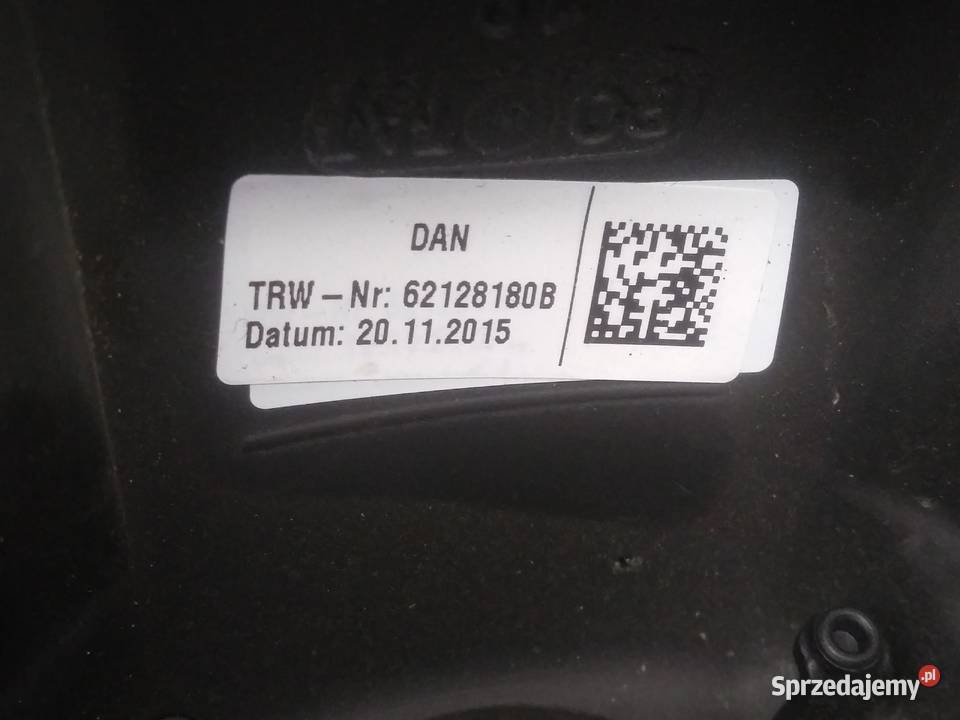 DAN
TRW – Nr: 62128180B
Datum: 20.11.2015
Sprzedajemy.pl